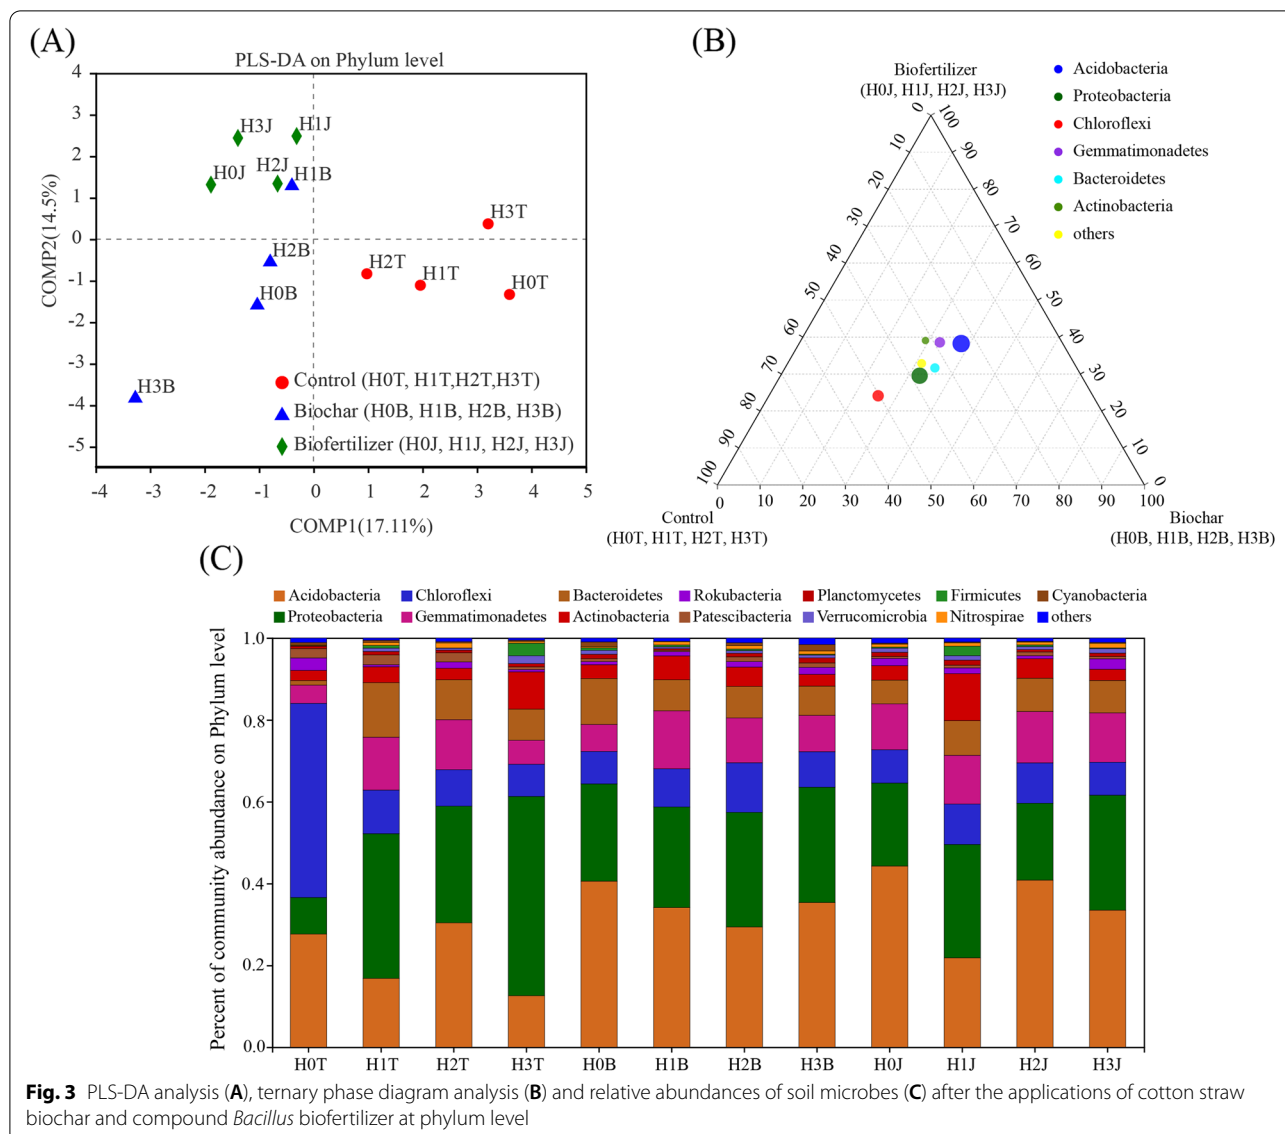 (A)
PLS-DA on Phylum level
4
3
2
1
0
-1
-2
-3
-4
-5
COMP2(14.5%)
H3J
H1J
H0J
H2J
H1B
H3T
H2B
H2T
H1T
H0T
H0B
H3B
Control (H0T, H1T,H2T,H3T)
Biochar (H0B, H1B, H2B, H3B)
Biofertilizer (H0J, H1J, H2J, H3J)
-4 -3 -2 -1 0 1 2 3 4 5
COMP1(17.11%)
(B)
Biofertilizer
(H0J, H1J, H2J, H3J)
Acidobacteria
Proteobacteria
Chloroflexi
Gemmatimonadetes
Bacteroidetes
Actinobacteria
others
0 10 20 30 40 50 60 70 80 90 100
100 90 80 70 60 50 40 30 20 10 0
0 10 20 30 40 50 60 70 80 90 100
Control
(H0T, H1T, H2T, H3T)
Biochar
(H0B, H1B, H2B, H3B)
(C)
Acidobacteria Chloroflexi Bacteroidetes Rokubacteria Planctomycetes Firmicutes Cyanobacteria
Proteobacteria Gemmatimonadetes Actinobacteria Patescibacteria Verrucomicrobia Nitrospirae others
Percent of community abundance on Phylum level
1.0
0.8
0.6
0.4
0.2
0.0
H0T H1T H2T H3T H0B H1B H2B H3B H0J H1J H2J H3J
Fig. 3 PLS-DA analysis (A), ternary phase diagram analysis (B) and relative abundances of soil microbes (C) after the applications of cotton straw
biochar and compound Bacillus biofertilizer at phylum level